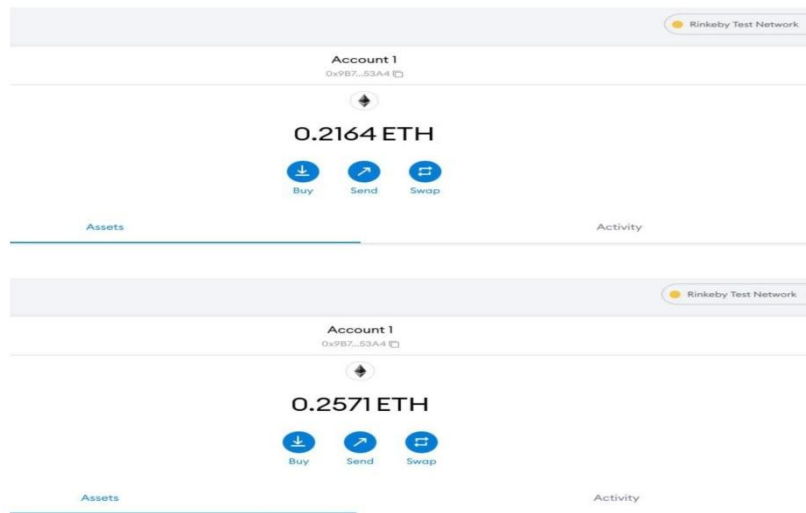 Rinkeby Test Network
Account 1
0x9B7...53A4
0.2164 ETH
Buy Send Swap
Assets Activity
Rinkeby Test Network
Account 1
0x9B7...53A4
0.2571 ETH
Buy Send Swap
Assets Activity